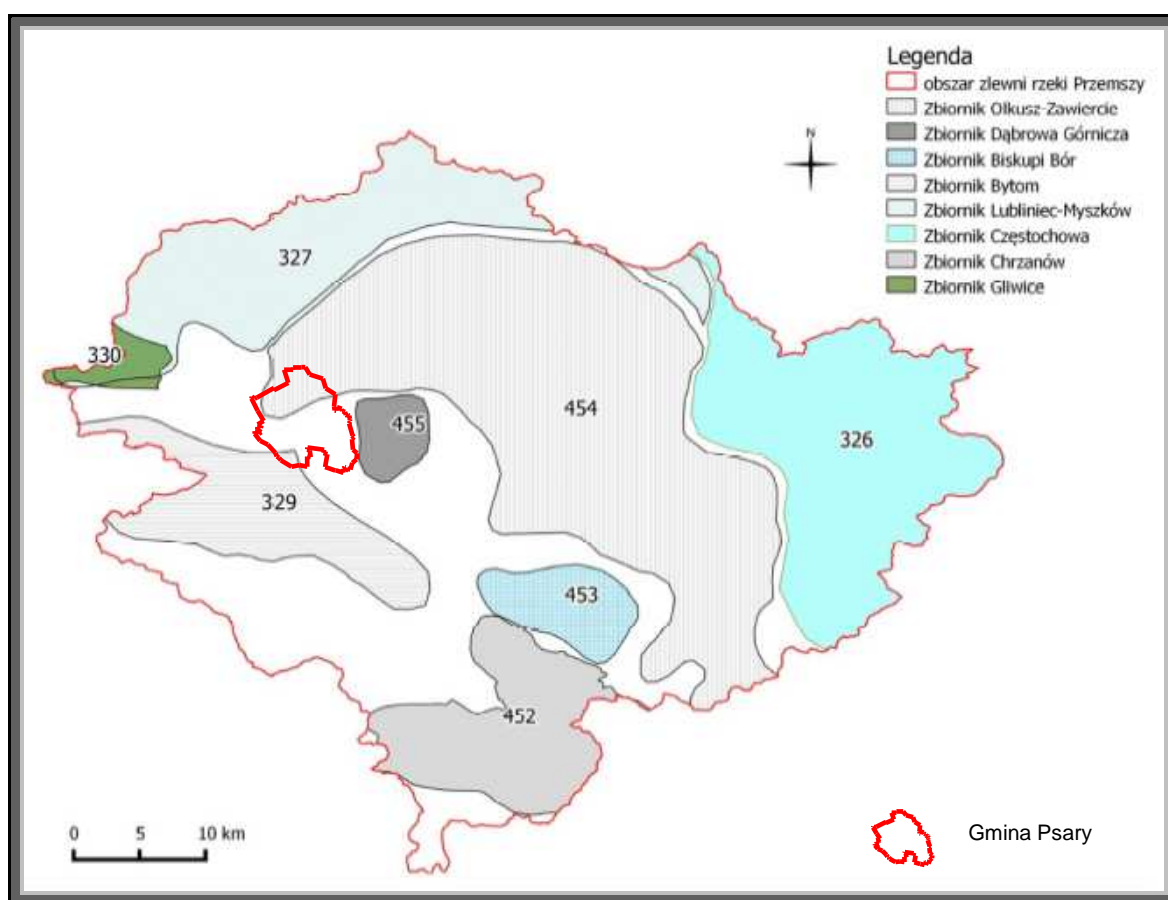 Legenda
obszar zlewni rzeki Przemszy
Zbiornik Olkusz-Zawiercie
Zbiornik Dąbrowa Górnicza
Zbiornik Biskupi Bór
Zbiornik Bytom
Zbiornik Lubliniec-Myszków
Zbiornik Częstochowa
Zbiornik Chrzanów
Zbiornik Gliwice
N
327
330
454
455
326
329
453
452
0 5 10 km
Gmina Psary